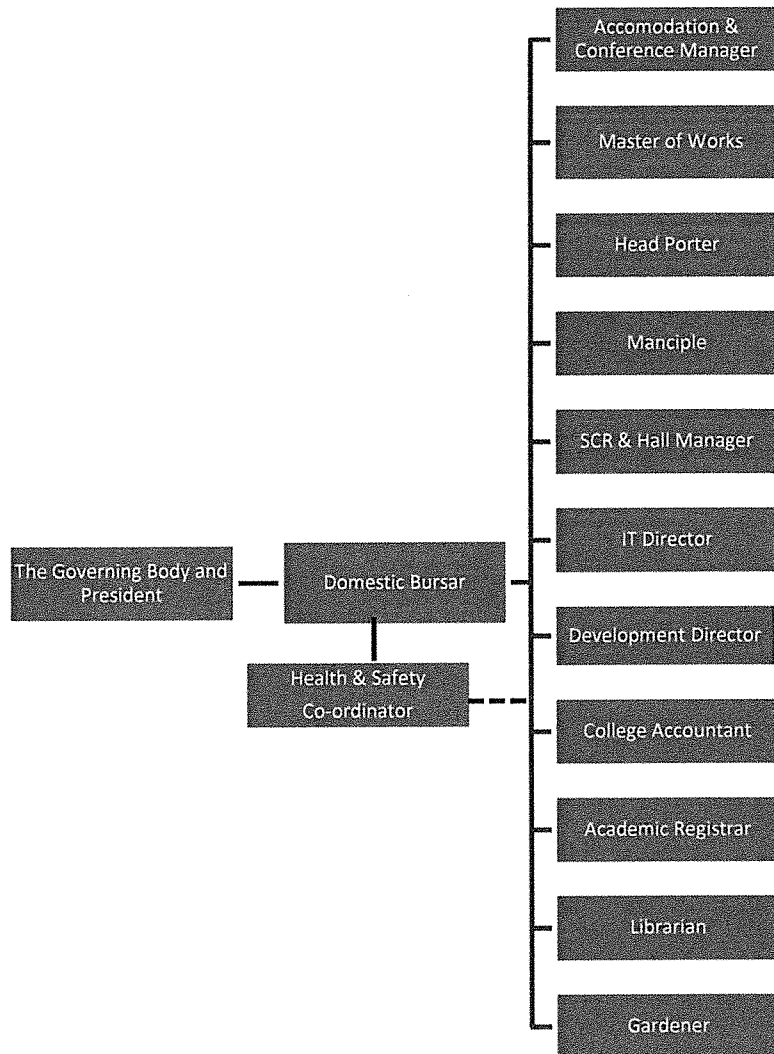 Accomodation &
Conference Manager
Master of Works
Head Porter
Manciple
SCR & Hall Manager
IT Director
The Governing Body and
President
Domestic Bursar
Development Director
Health & Safety
Co-ordinator
College Accountant
Academic Registrar
Librarian
Gardener